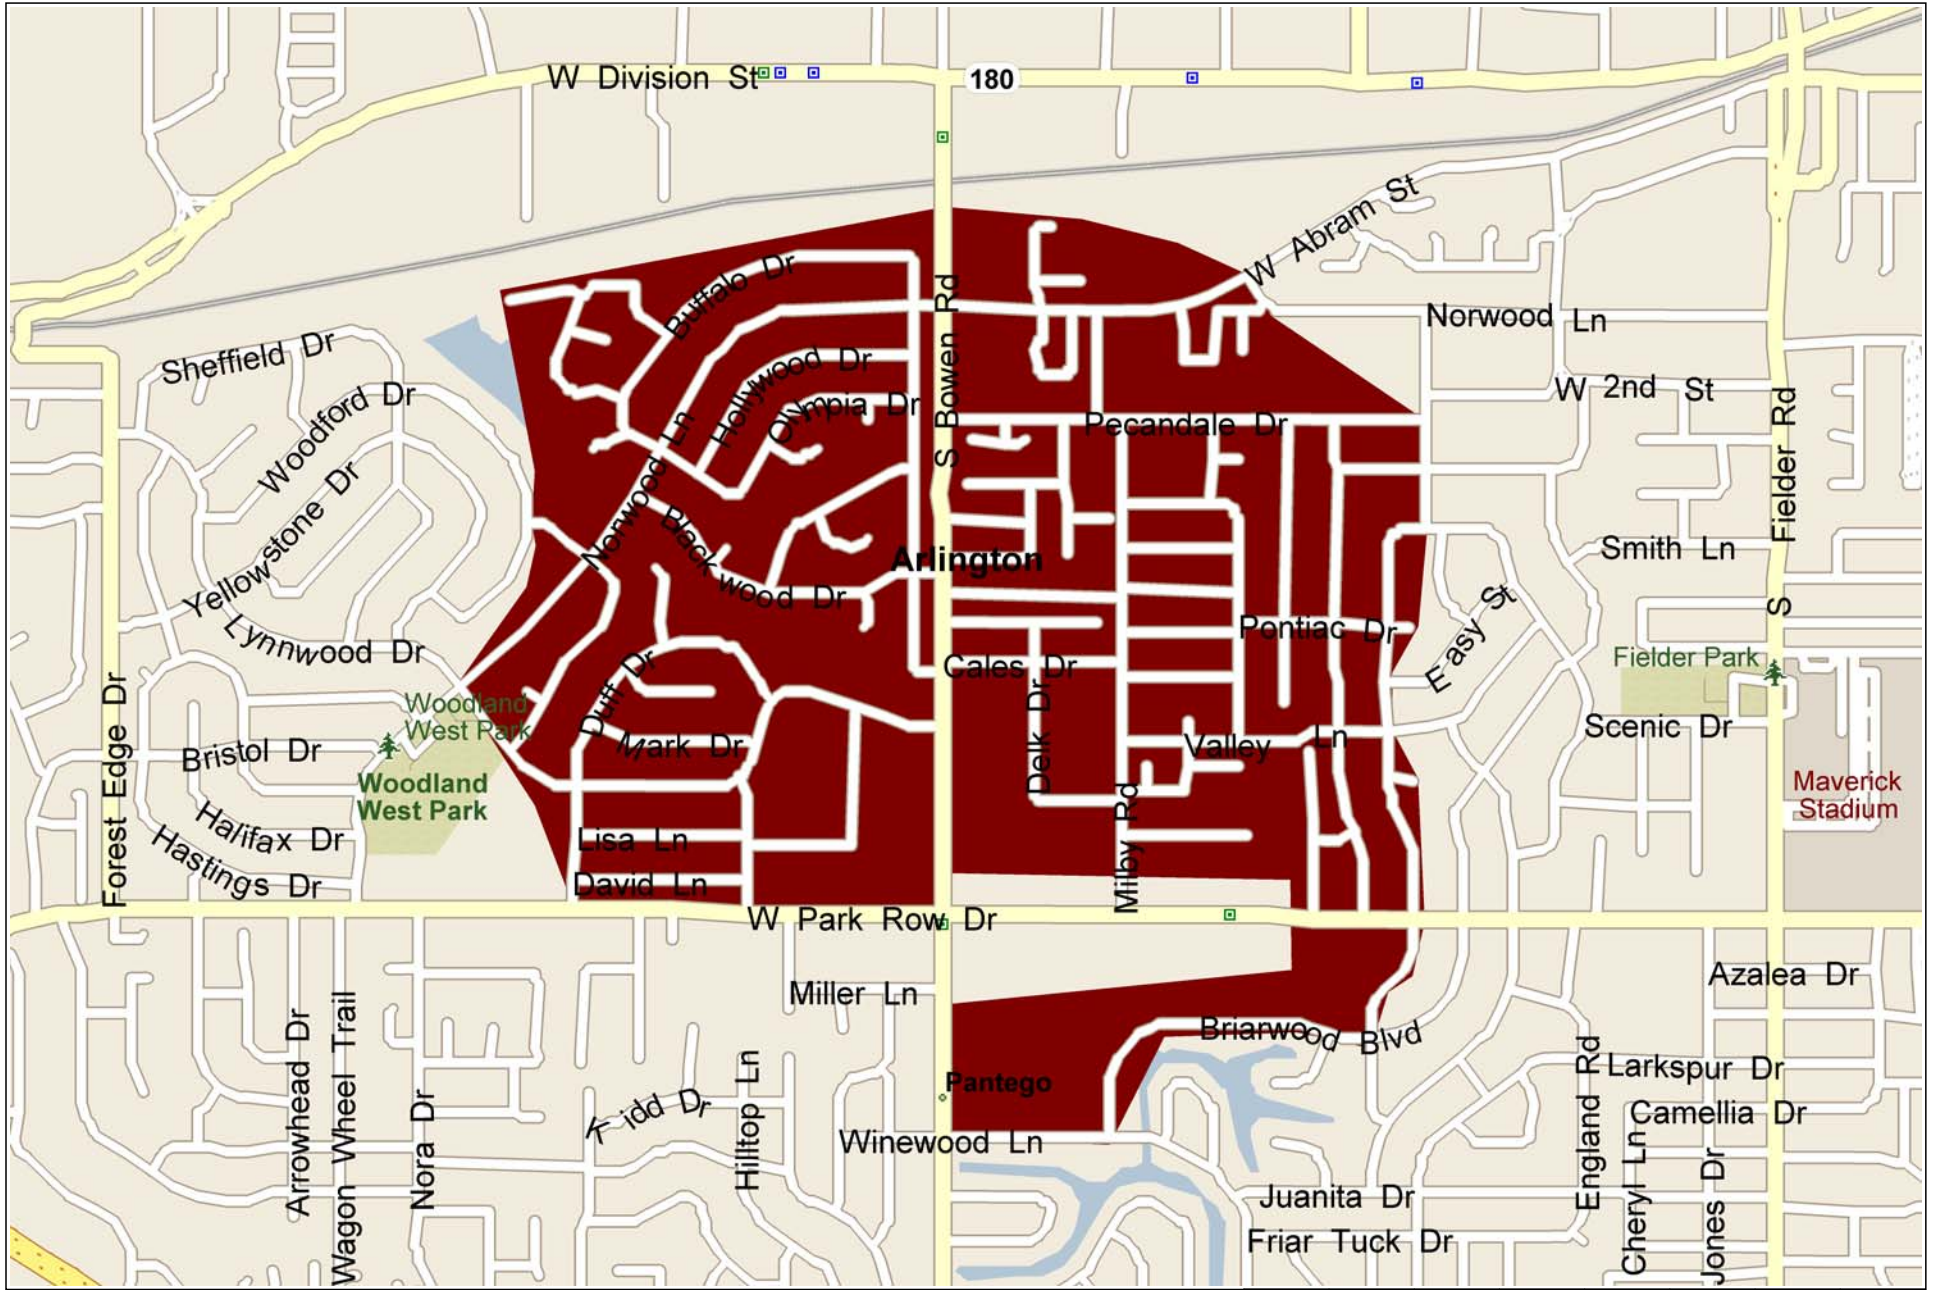 W Division St
180
W Abram St
Buffalo Dr
S Bowen Rd
Norwood Ln
Sheffield Dr
Hollywood Dr
Woodford Dr
Olympia Dr
W 2nd St
Pecandale Dr
S Fielder Rd
Yellowstone Dr
Norwood Ln
Blackwood Dr
Arlington
Smith Ln
Easy St
Lynnwood Dr
Pontiac Dr
Cales Dr
Fielder Park
Duff Dr
Woodland
West Park
Forest Edge Dr
Bristol Dr
Mark Dr
Delk Dr
Valley Ln
Scenic Dr
Woodland
West Park
Maverick
Stadium
Halifax Dr
Hastings Dr
Lisa Ln
David Ln
Milby Rd
W Park Row Dr
Miller Ln
Azalea Dr
Briarwood Blvd
Arrowhead Dr
Wagon Wheel Trail
Nora Dr
Kidd Dr
Hilltop Ln
Pantego
Winewood Ln
England Rd
Larkspur Dr
Camellia Dr
Cheryl Ln
Jones Dr
Juanita Dr
Friar Tuck Dr